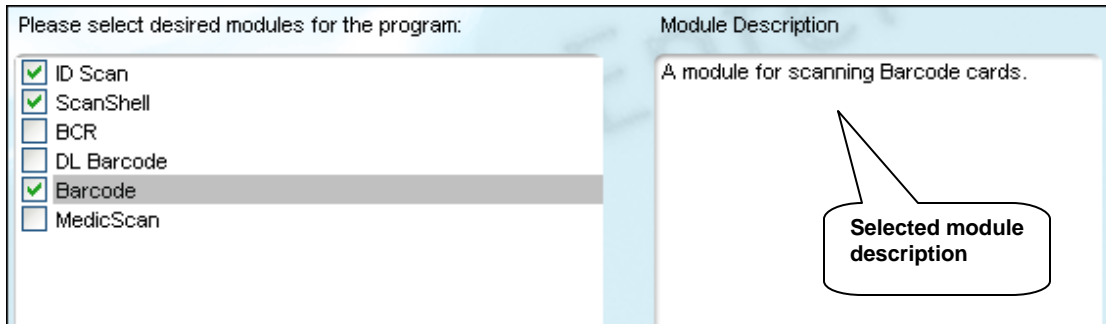 Please select desired modules for the program:
ID Scan
ScanShell
BCR
DL Barcode
Barcode
MedicScan
Module Description
A module for scanning Barcode cards.
Selected module
description